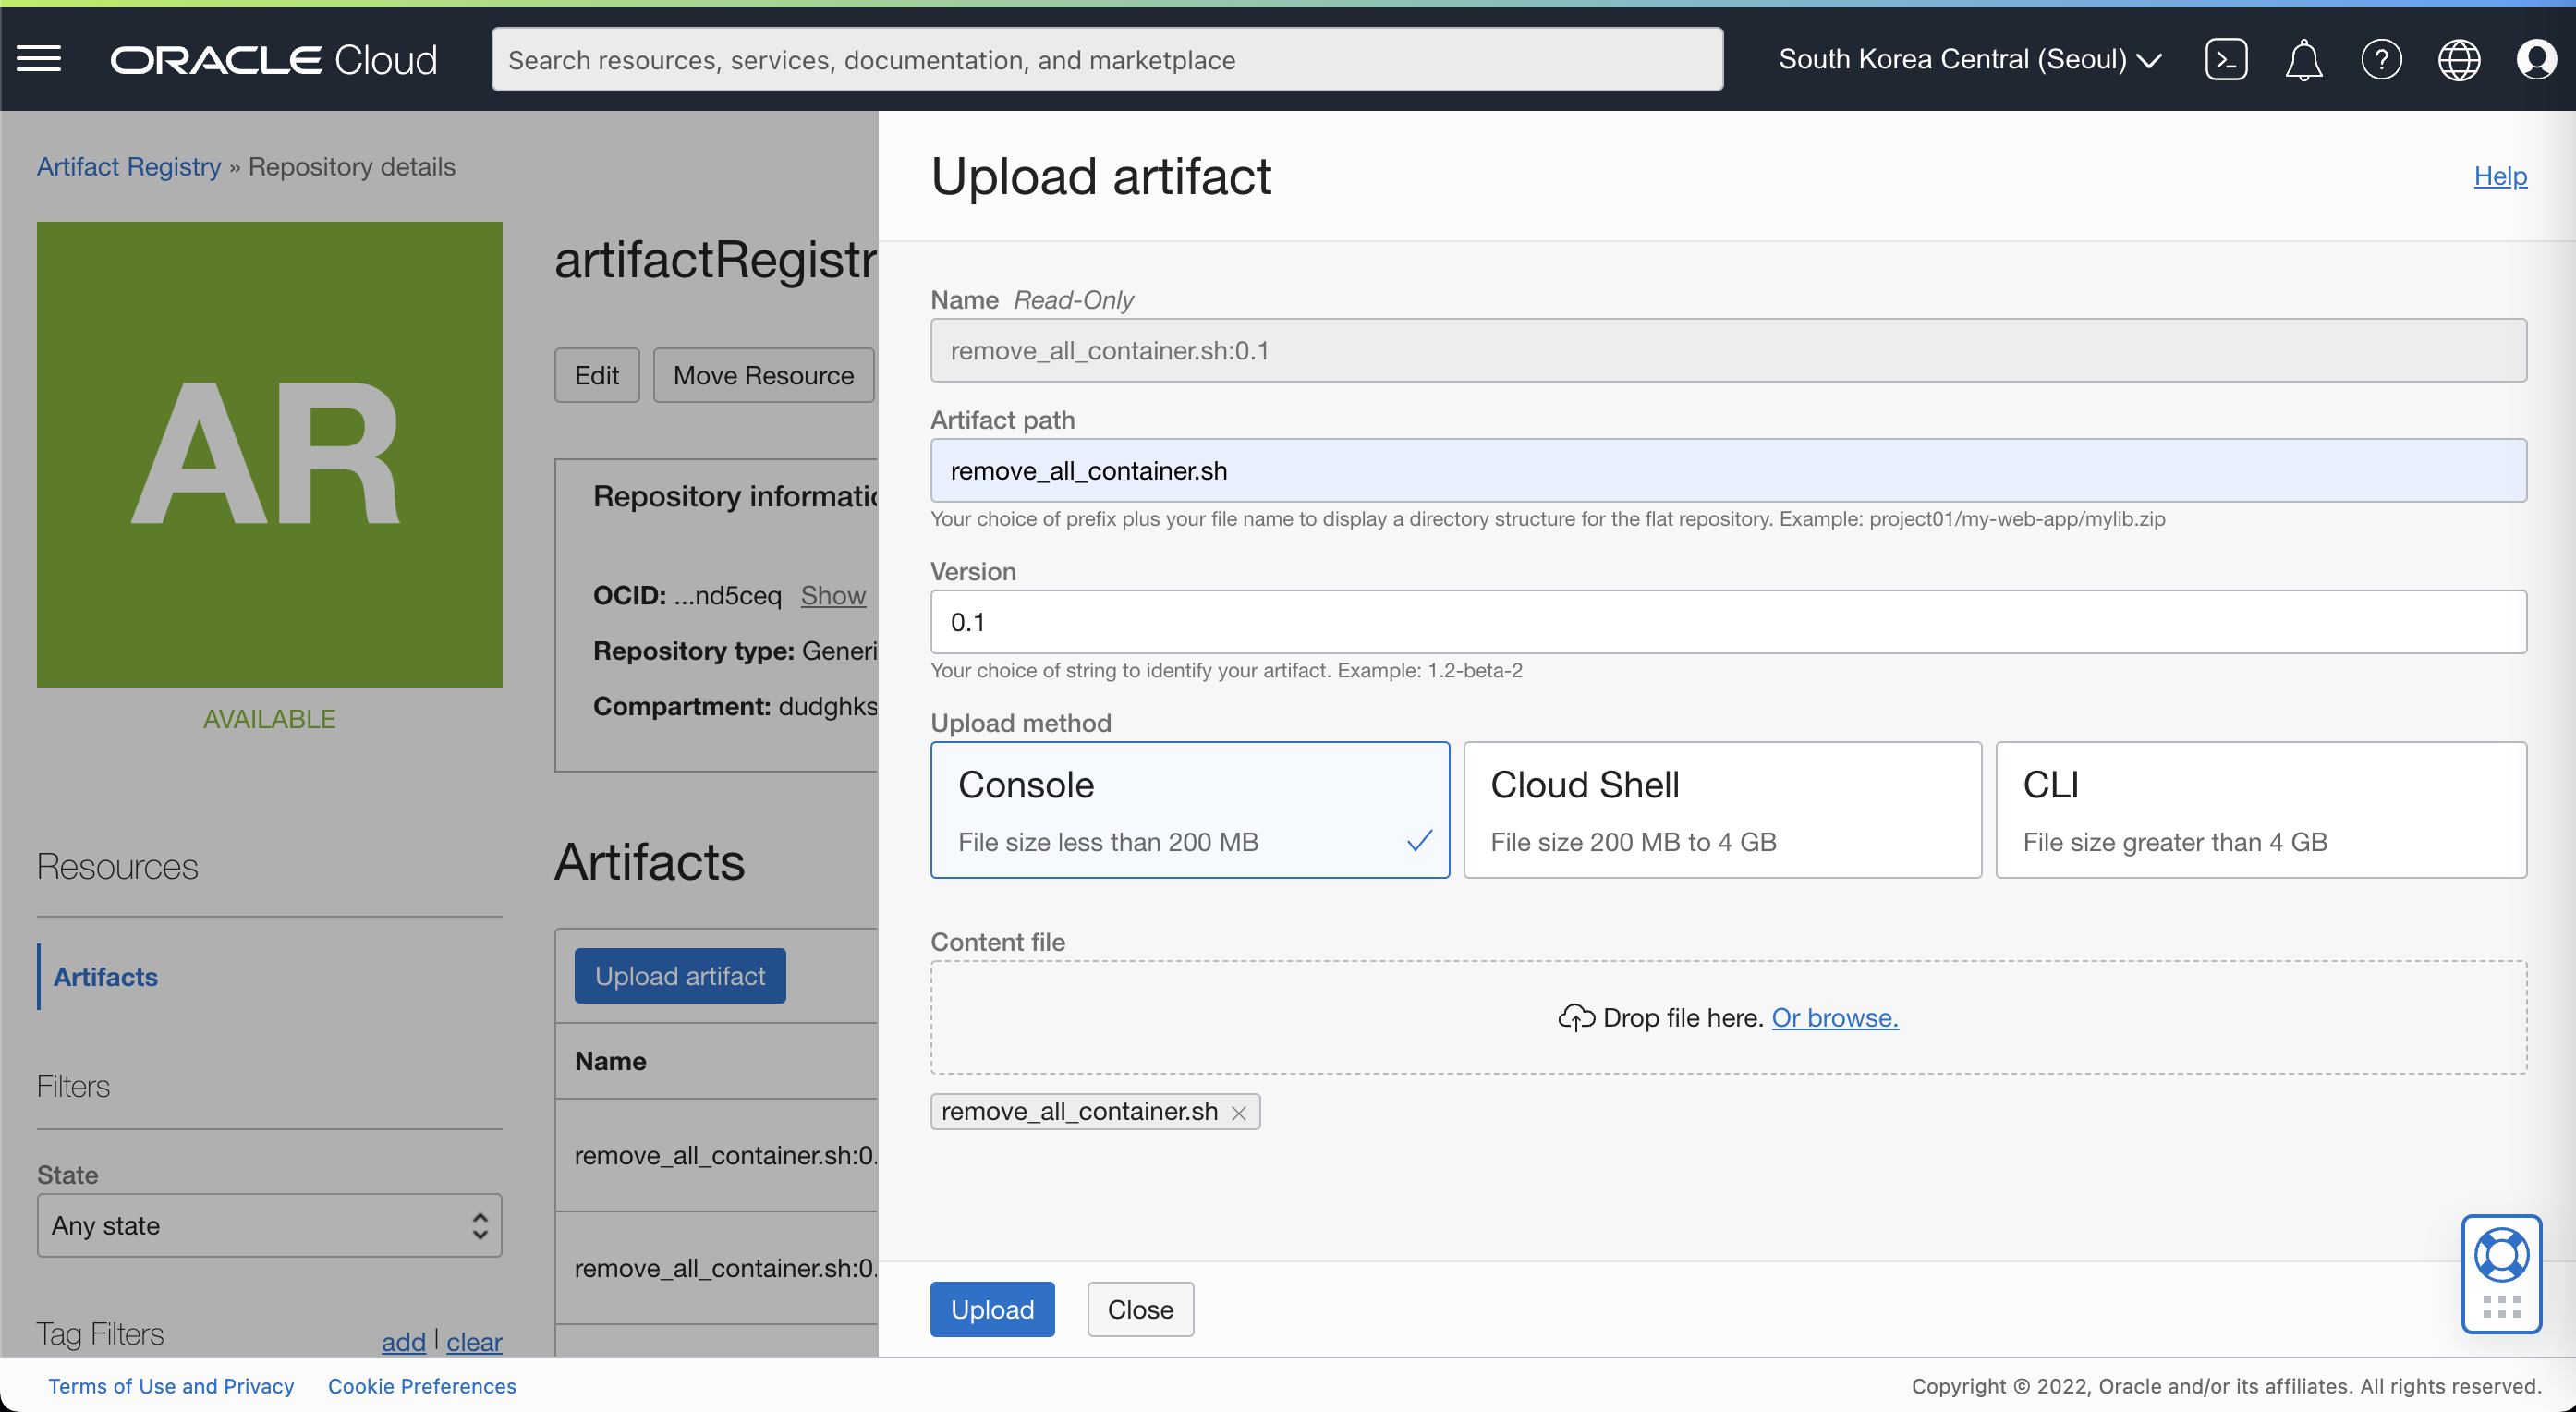 ORACLE Cloud
Search resources, services, documentation, and marketplace
South Korea Central (Seoul)
Artifact Registry » Repository details
AR
AVAILABLE
Resources
Artifacts
Filters
State
Any state
Tag Filters
add | clear
artifactRegistr
Edit
Move Resource
Repository informatic
OCID: ...nd5ceq Show
Repository type: Generi
Compartment: dudghks
Artifacts
Upload artifact
Name
remove_all_container.sh:0.
remove_all_container.sh:0.
Upload artifact
Help
Name Read-Only
remove_all_container.sh:0.1
Artifact path
remove_all_container.sh
Your choice of prefix plus your file name to display a directory structure for the flat repository. Example: project01/my-web-app/mylib.zip
Version
0.1
Your choice of string to identify your artifact. Example: 1.2-beta-2
Upload method
Console
File size less than 200 MB
Cloud Shell
File size 200 MB to 4 GB
CLI
File size greater than 4 GB
Content file
Drop file here. Or browse.
remove_all_container.sh
Upload
Close
Terms of Use and Privacy
Cookie Preferences
Copyright © 2022, Oracle and/or its affiliates. All rights reserved.